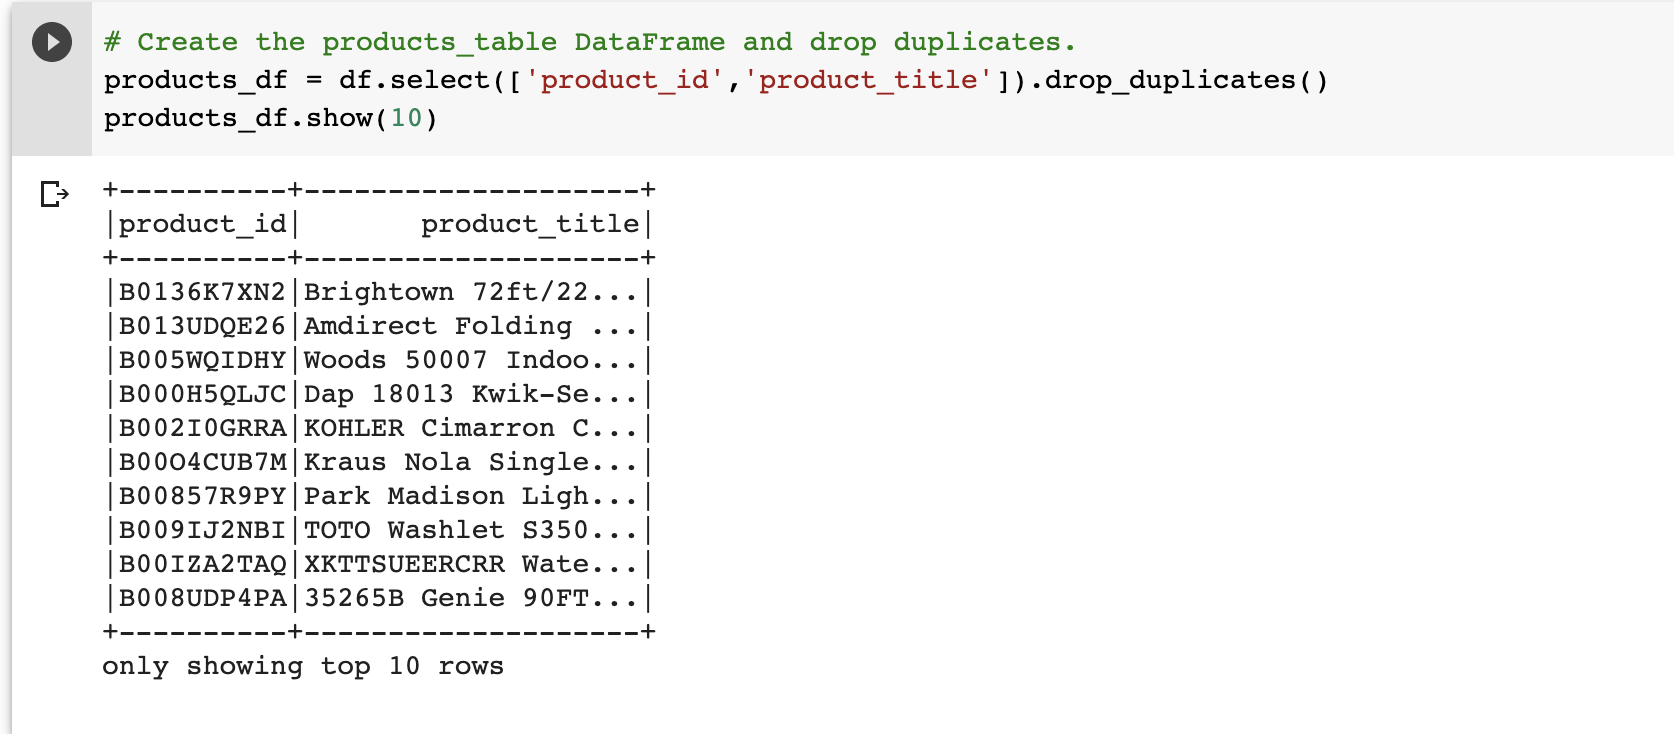 # Create the products_table DataFrame and drop duplicates.
products_df = df.select(['product_id','product_title']).drop_duplicates()
products_df.show(10)
+----------+--------------------+
|product_id|       product_title|
+----------+--------------------+
|B0136K7XN2|Brightown 72ft/22...|
|B013UDQE26|Amdirect Folding ...|
|B005WQIDHY|Woods 50007 Indoo...|
|B000H5QLJC|Dap 18013 Kwik-Se...|
|B002I0GRRA|KOHLER Cimarron C...|
|B00O4CUB7M|Kraus Nola Single...|
|B00857R9PY|Park Madison Ligh...|
|B009IJ2NBI|TOTO Washlet S350...|
|B00IZA2TAQ|XKTTSUEERCRR Wate...|
|B008UDP4PA|35265B Genie 90FT...|
+----------+--------------------+
only showing top 10 rows